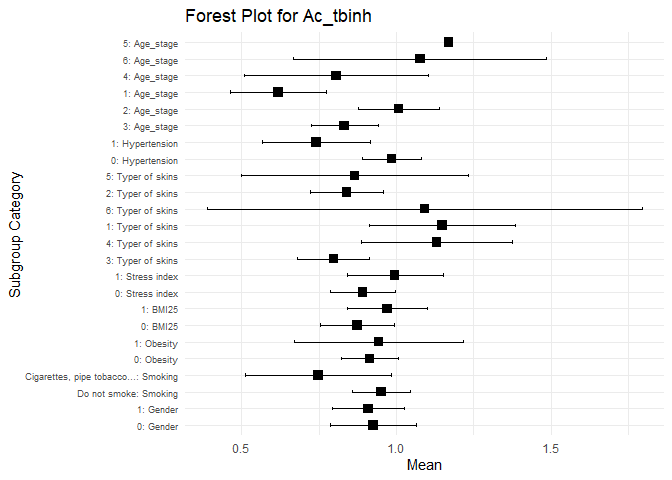 Forest Plot for Ac_tbinh
5: Age_stage
6: Age_stage
4: Age_stage
1: Age_stage
2: Age_stage
3: Age_stage
1: Hypertension
0: Hypertension
5: Typer of skins
2: Typer of skins
6: Typer of skins
1: Typer of skins
4: Typer of skins
3: Typer of skins
1: Stress index
0: Stress index
1: BMI25
0: BMI25
1: Obesity
0: Obesity
Cigarettes, pipe tobacco...: Smoking
Do not smoke: Smoking
1: Gender
0: Gender
Subgroup Category
0.5 1.0 1.5
Mean